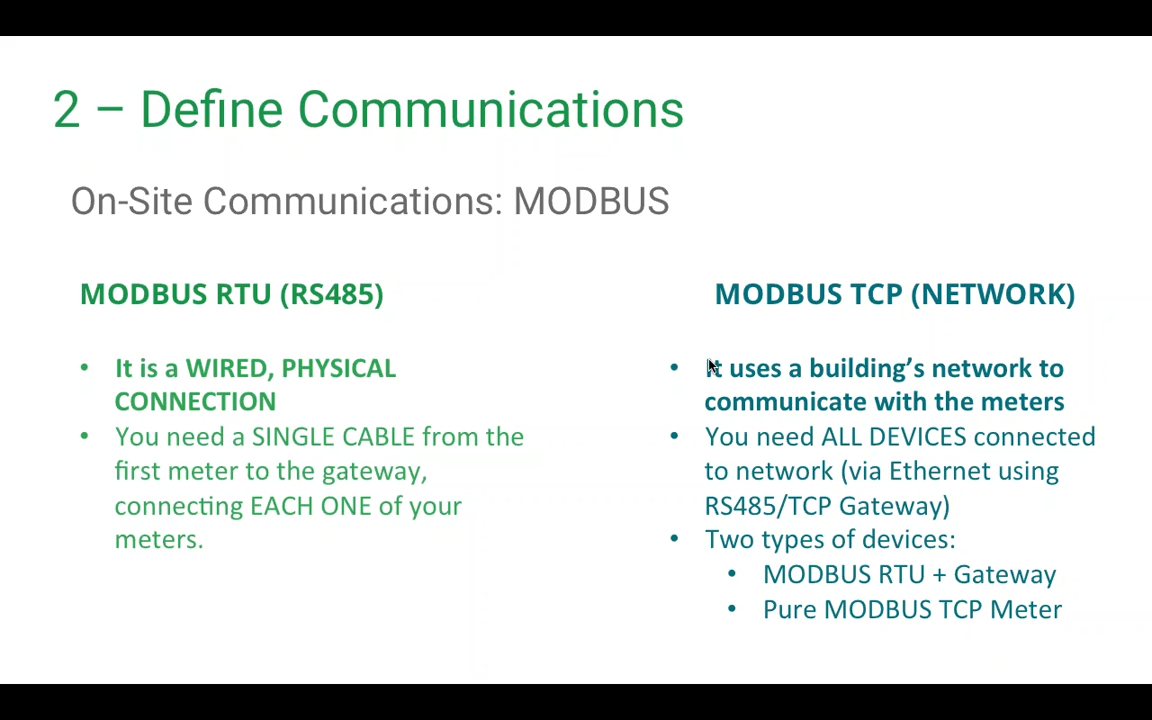 2 – Define Communications
On-Site Communications: MODBUS
MODBUS RTU (RS485)
• It is a WIRED, PHYSICAL
CONNECTION
• You need a SINGLE CABLE from the
first meter to the gateway,
connecting EACH ONE of your
meters.
MODBUS TCP (NETWORK)
• It uses a building’s network to
communicate with the meters
• You need ALL DEVICES connected
to network (via Ethernet using
RS485/TCP Gateway)
• Two types of devices:
• MODBUS RTU + Gateway
• Pure MODBUS TCP Meter